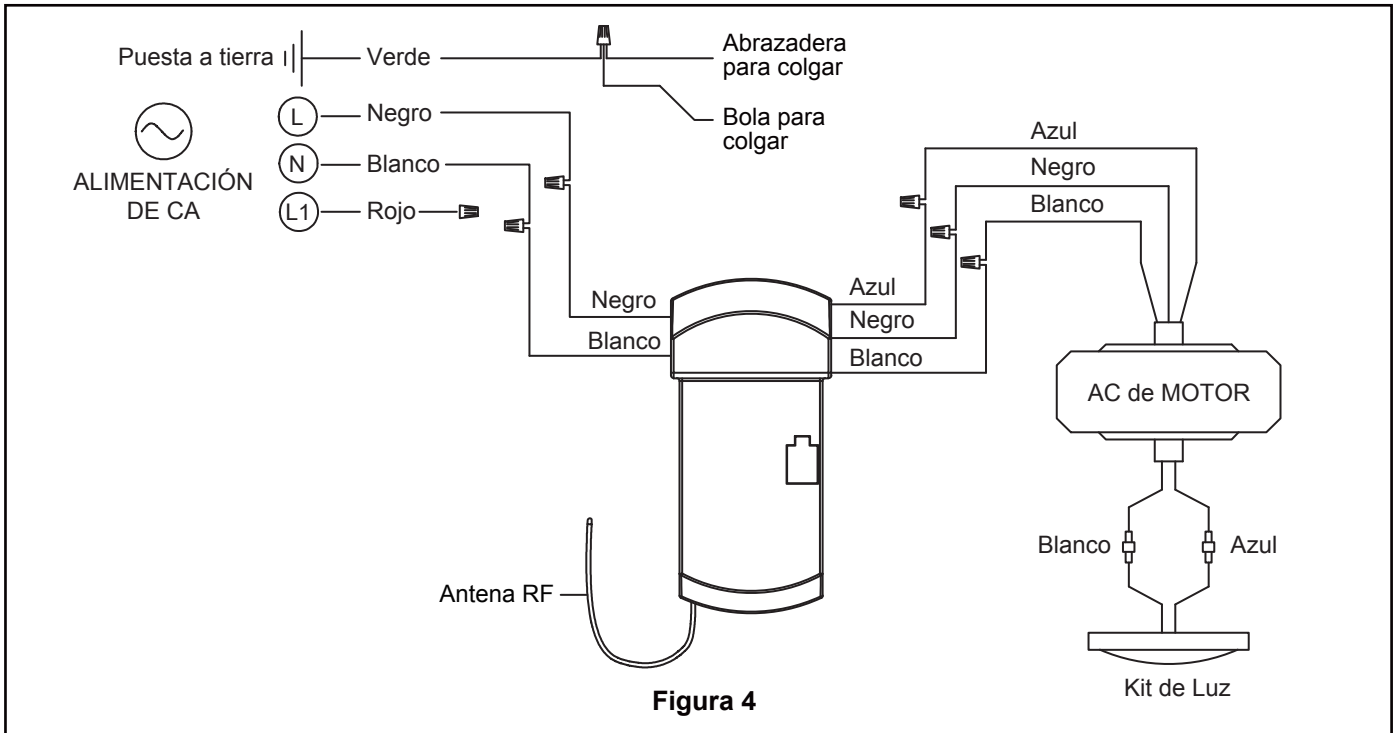 Puesta a tierra
Verde
Abrazadera
para colgar
Bola para
colgar
L
Negro
N
Blanco
L1
Rojo
ALIMENTACIÓN
DE CA
Azul
Negro
Blanco
Negro
Blanco
Azul
Negro
Blanco
AC de MOTOR
Blanco
Azul
Antena RF
Kit de Luz
Figura 4